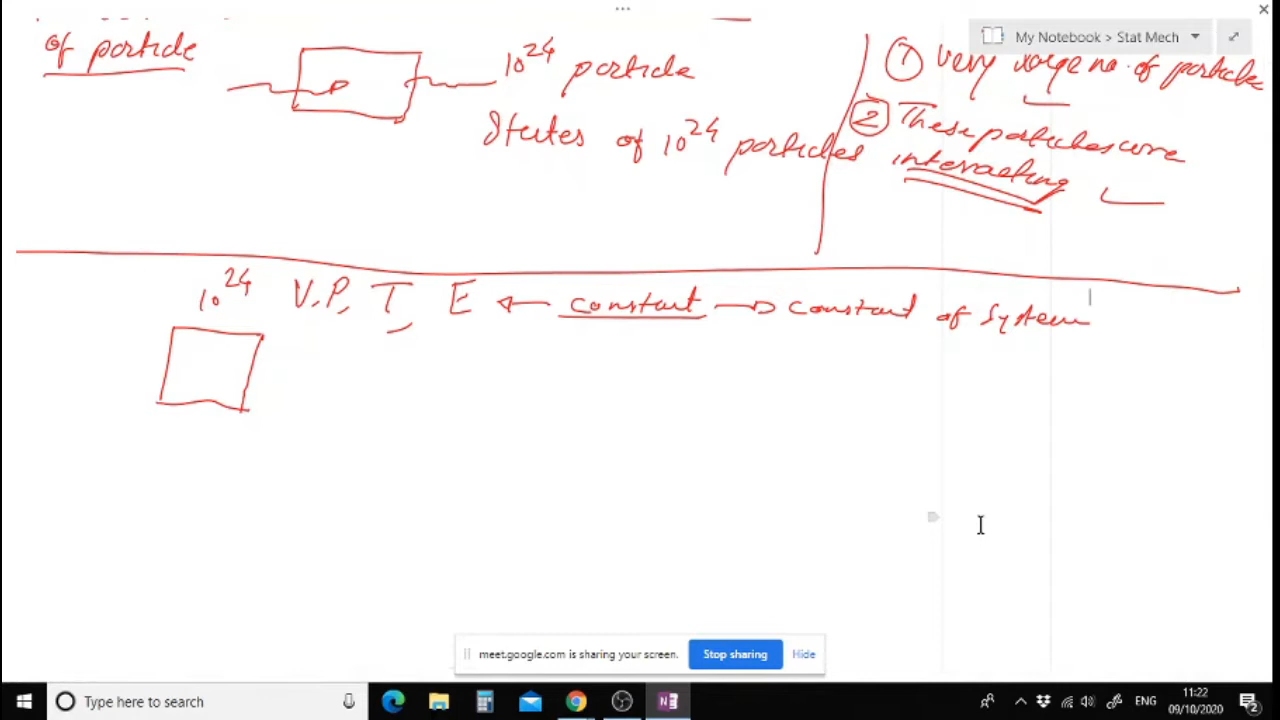 ...
My Notebook > Stat Mech
of particle
10^24 particle
States of 10^24 particles
① Very large no. of particle
② These particles are
interacting
10^24 V, P, T, E ← constant → constant of system
meet.google.com is sharing your screen.
Stop sharing
Hide
Type here to search
ENG
11:22
09/10/2020
2